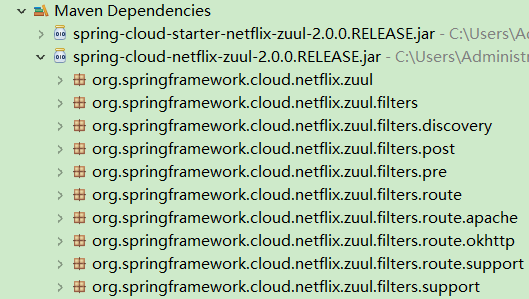 Maven Dependencies
spring-cloud-starter-netflix-zuul-2.0.0.RELEASE.jar - C:\Users\Ad
spring-cloud-netflix-zuul-2.0.0.RELEASE.jar - C:\Users\Administr
org.springframework.cloud.netflix.zuul
org.springframework.cloud.netflix.zuul.filters
org.springframework.cloud.netflix.zuul.filters.discovery
org.springframework.cloud.netflix.zuul.filters.post
org.springframework.cloud.netflix.zuul.filters.pre
org.springframework.cloud.netflix.zuul.filters.route
org.springframework.cloud.netflix.zuul.filters.route.apache
org.springframework.cloud.netflix.zuul.filters.route.okhttp
org.springframework.cloud.netflix.zuul.filters.route.support
org.springframework.cloud.netflix.zuul.filters.support